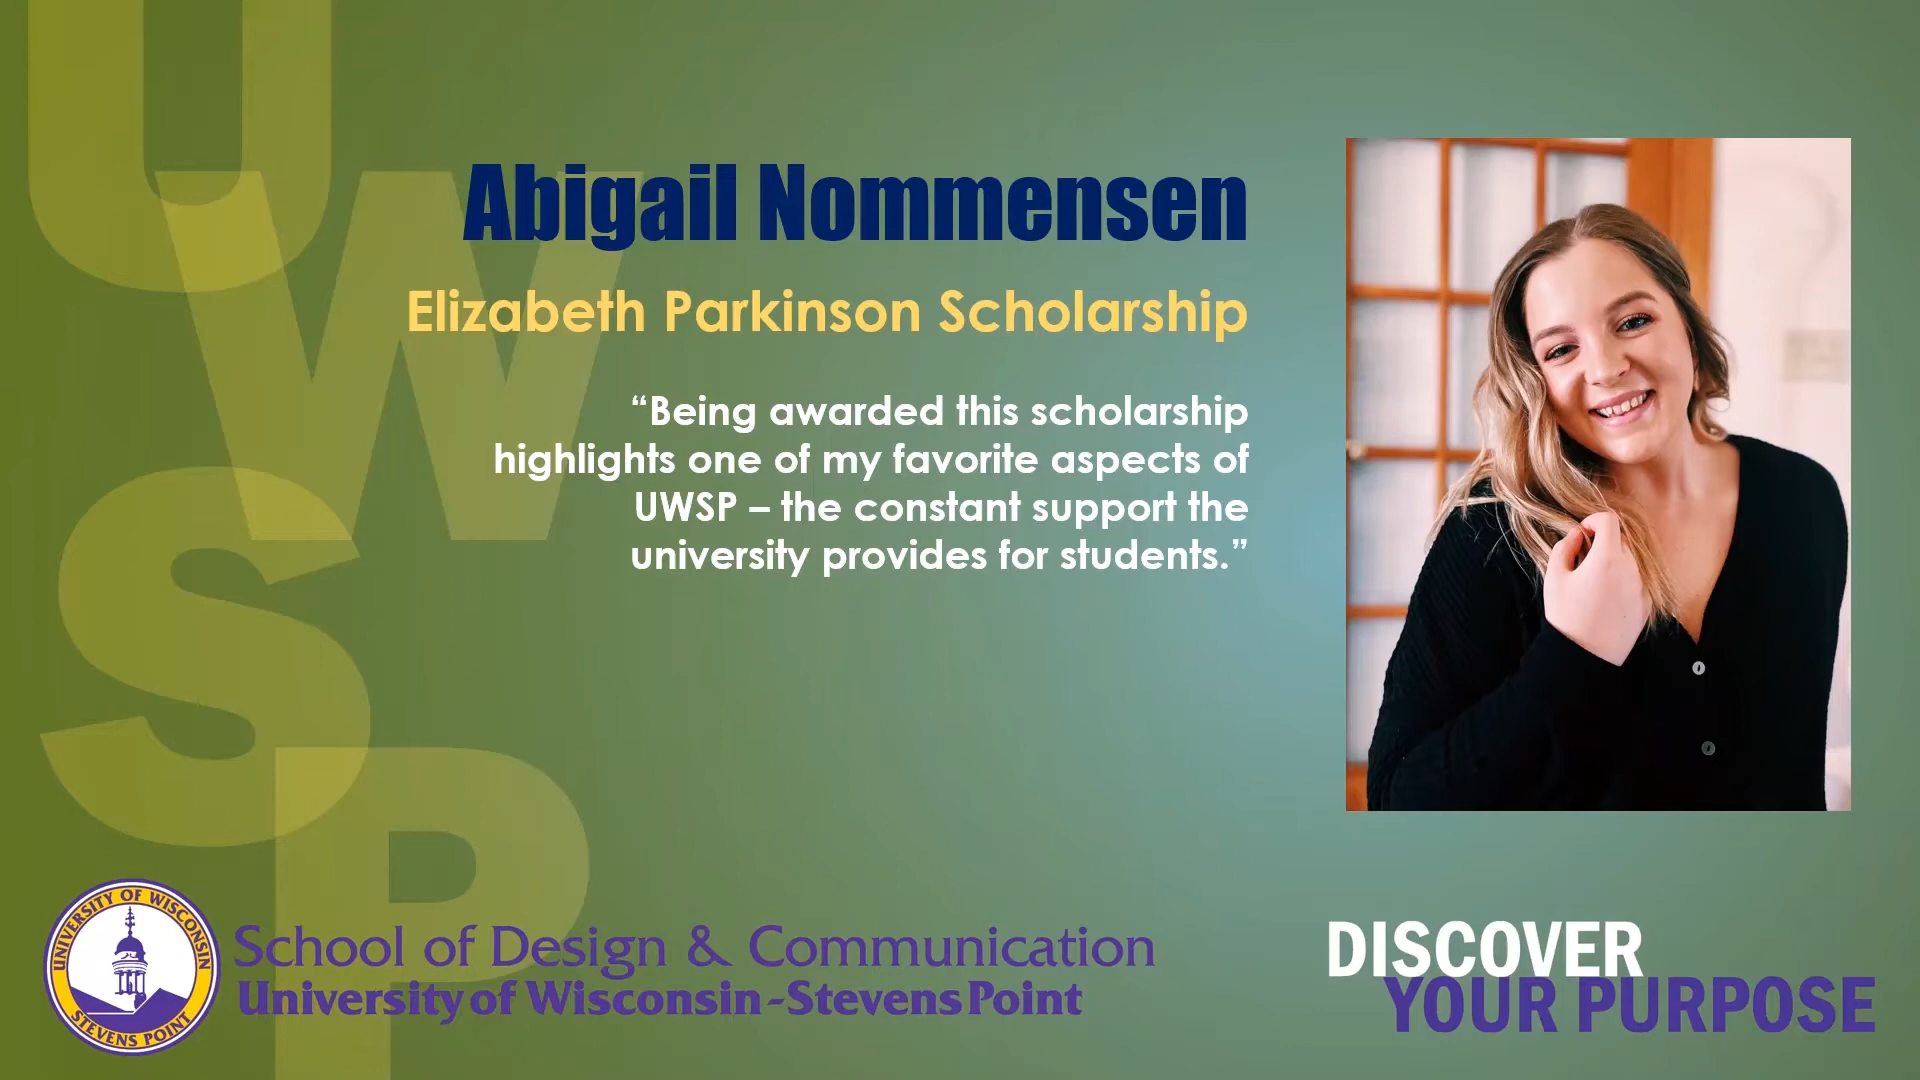 UWSP
Abigail Nommensen
Elizabeth Parkinson Scholarship
“Being awarded this scholarship
highlights one of my favorite aspects of
UWSP – the constant support the
university provides for students.”
UNIVERSITY OF WISCONSIN
STEVENS POINT
School of Design & Communication
University of Wisconsin-Stevens Point
DISCOVER
YOUR PURPOSE